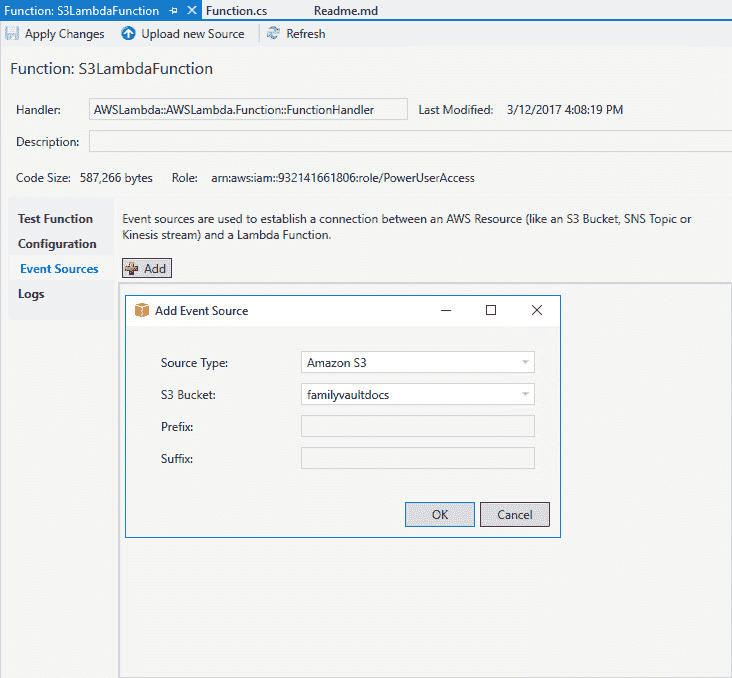 Function: S3LambdaFunction
Function.cs
Readme.md
Apply Changes
Upload new Source
Refresh
Function: S3LambdaFunction
Handler: AWSLambda::AWSLambda.Function::FunctionHandler Last Modified: 3/12/2017 4:08:19 PM
Description:
Code Size: 587,266 bytes Role: arn:aws:iam::932141661806:role/PowerUserAccess
Test Function
Configuration
Event Sources
Logs
Event sources are used to establish a connection between an AWS Resource (like an S3 Bucket, SNS Topic or
Kinesis stream) and a Lambda Function.
Add
Add Event Source
Source Type: Amazon S3
S3 Bucket: familyvaultdocs
Prefix:
Suffix:
OK
Cancel